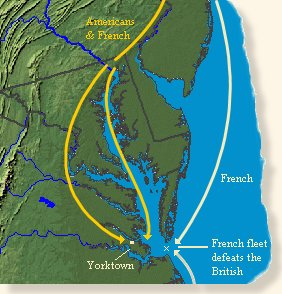 Americans
& French
French
French fleet
defeats the
British
Yorktown